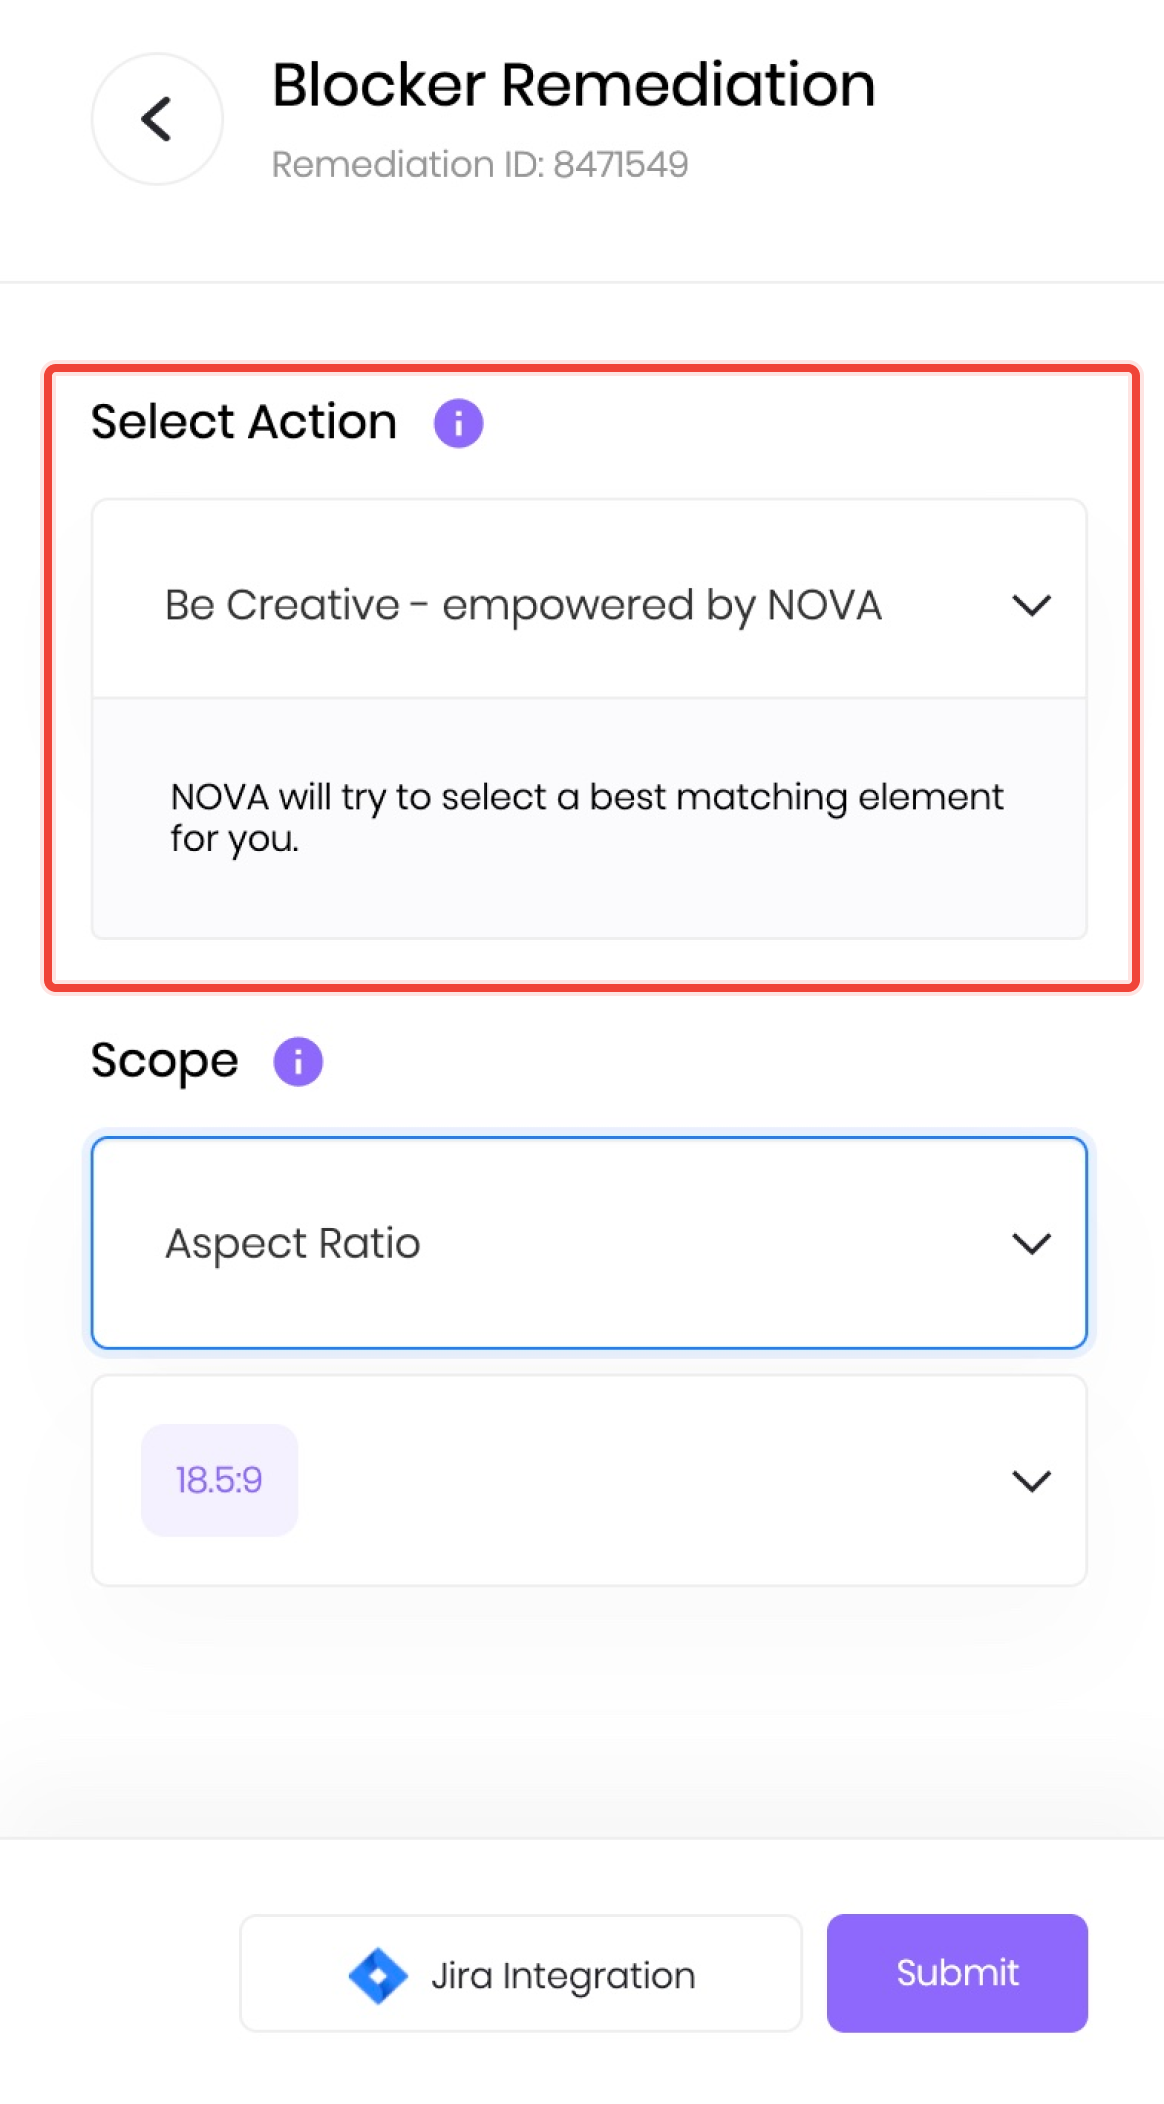 Blocker Remediation
Remediation ID: 8471549
Select Action
Be Creative - empowered by NOVA
NOVA will try to select a best matching element
for you.
Scope
Aspect Ratio
18.5:9
Jira Integration
Submit